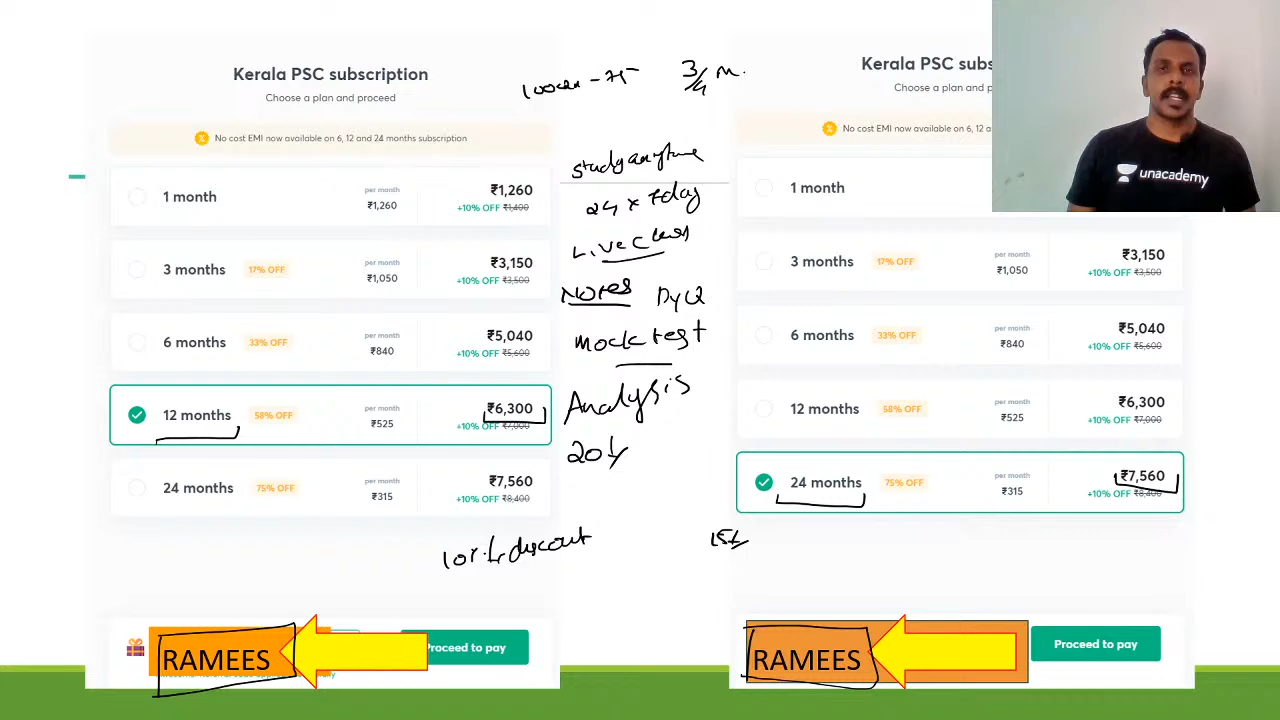 Kerala PSC subscription
Choose a plan and proceed
No cost EMI now available on 6, 12 and 24 months subscription
1 month per month ₹1,260 ₹1,260 +10% OFF ₹1,400
3 months 17% OFF per month ₹1,050 ₹3,150 +10% OFF ₹3,500
6 months 33% OFF per month ₹840 ₹5,040 +10% OFF ₹5,600
12 months 58% OFF per month ₹525 ₹6,300 +10% OFF ₹7,000
24 months 75% OFF per month ₹315 ₹7,560 +10% OFF ₹8,400
RAMEES
Proceed to pay
3/4 m.
study anytime
24 x 7day
Live Class
Notes PYQ
mock test
Analysis
20%
10% discount
15%
Kerala PSC subs
Choose a plan and p
No cost EMI now available on 6, 12 a
1 month
3 months 17% OFF per month ₹1,050 ₹3,150 +10% OFF ₹3,500
6 months 33% OFF per month ₹840 ₹5,040 +10% OFF ₹5,600
12 months 58% OFF per month ₹525 ₹6,300 +10% OFF ₹7,000
24 months 75% OFF per month ₹315 ₹7,560 +10% OFF ₹8,400
RAMEES
Proceed to pay
unacademy